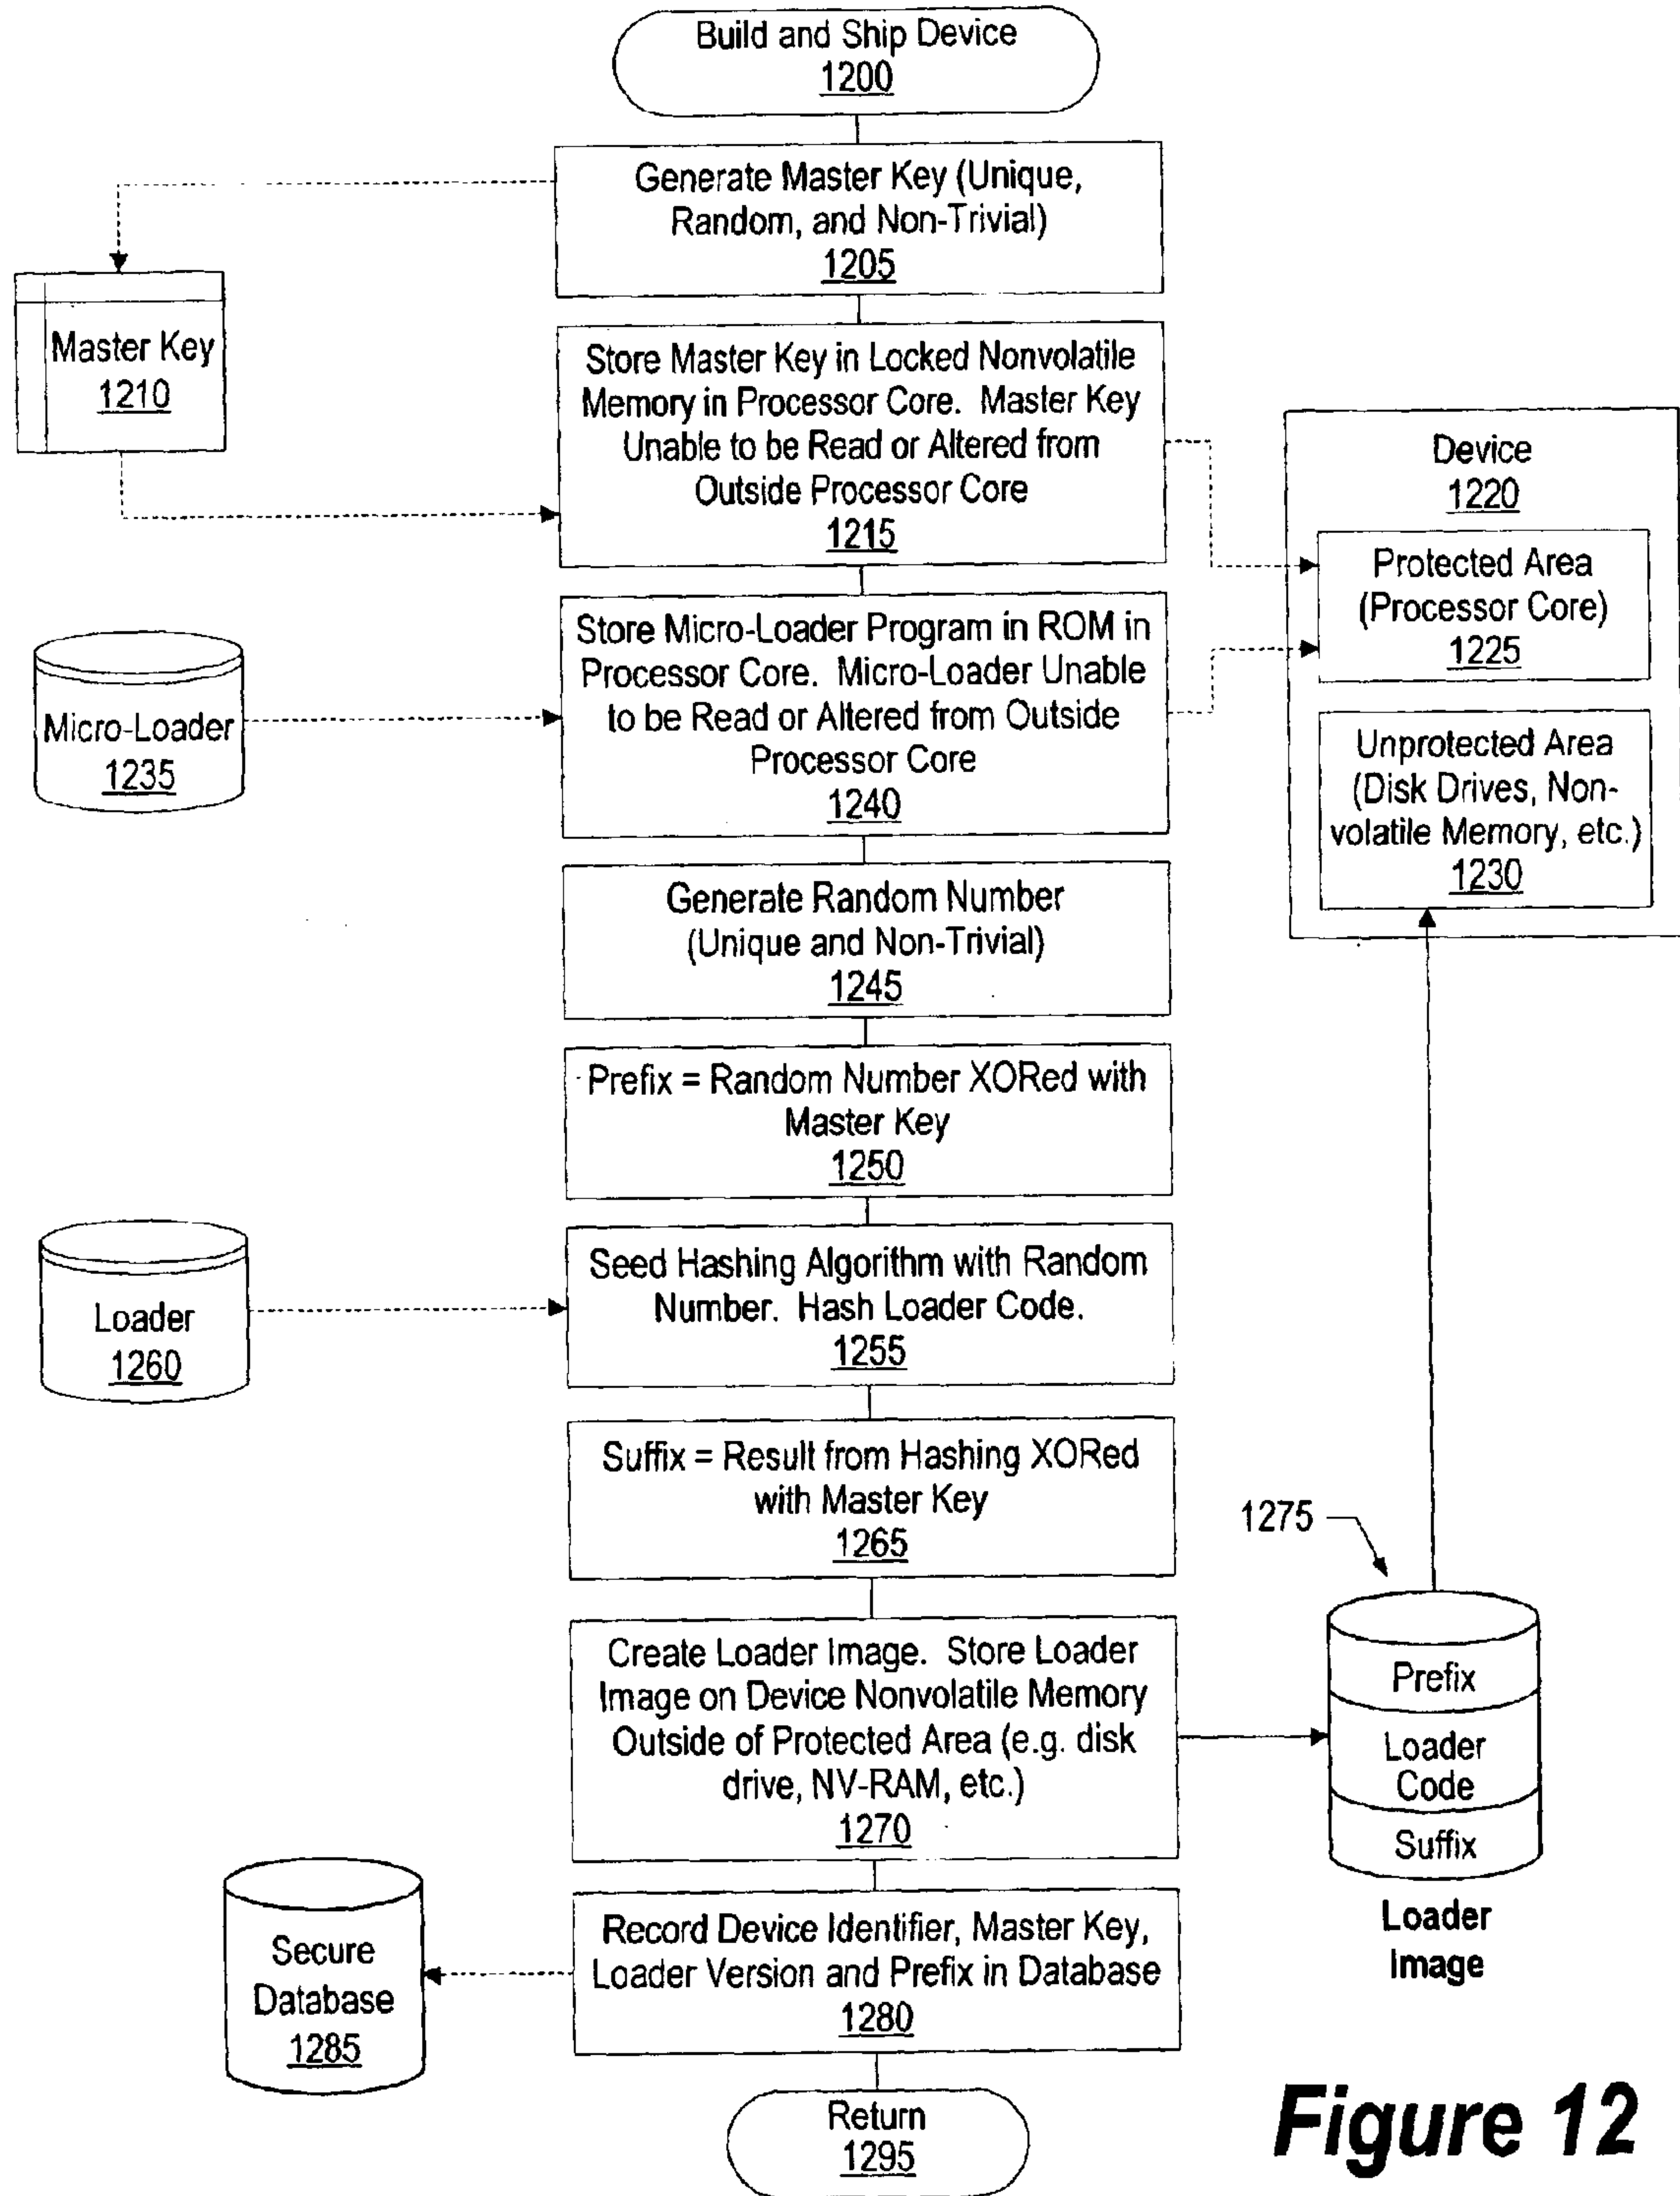 Build and Ship Device
1200
Generate Master Key (Unique,
Random, and Non-Trivial)
1205
Master Key
1210
Store Master Key in Locked Nonvolatile
Memory in Processor Core. Master Key
Unable to be Read or Altered from
Outside Processor Core
1215
Device
1220
Protected Area
(Processor Core)
1225
Unprotected Area
(Disk Drives, Non-
volatile Memory, etc.)
1230
Micro-Loader
1235
Store Micro-Loader Program in ROM in
Processor Core. Micro-Loader Unable
to be Read or Altered from Outside
Processor Core
1240
Generate Random Number
(Unique and Non-Trivial)
1245
Prefix = Random Number XORed with
Master Key
1250
Loader
1260
Seed Hashing Algorithm with Random
Number. Hash Loader Code.
1255
Suffix = Result from Hashing XORed
with Master Key
1265
1275
Create Loader Image. Store Loader
Image on Device Nonvolatile Memory
Outside of Protected Area (e.g. disk
drive, NV-RAM, etc.)
1270
Prefix
Loader
Code
Suffix
Loader
Image
Secure
Database
1285
Record Device Identifier, Master Key,
Loader Version and Prefix in Database
1280
Return
1295
Figure 12